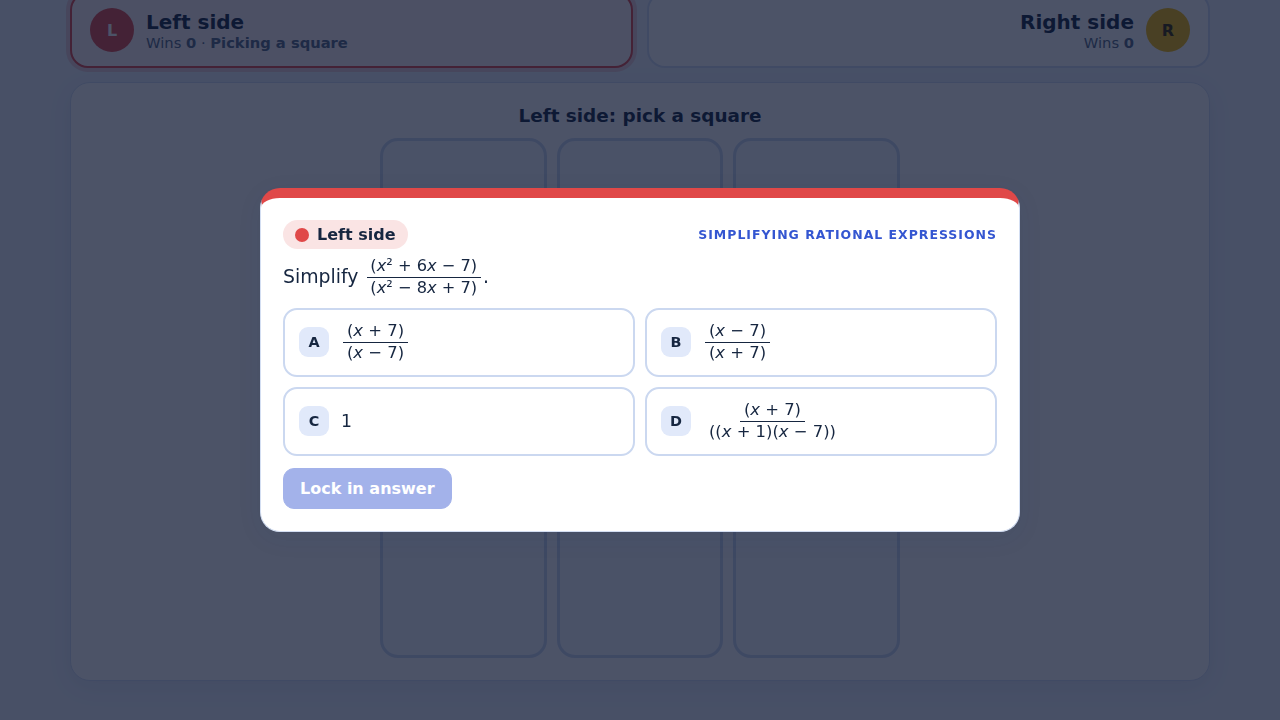 L
Left side
Wins 0 · Picking a square
Right side
Wins 0
R
Left side: pick a square
Left side
SIMPLIFYING RATIONAL EXPRESSIONS
Simplify (x² + 6x − 7) / (x² − 8x + 7).
A (x + 7) / (x − 7)
B (x − 7) / (x + 7)
C 1
D (x + 7) / ((x + 1)(x − 7))
Lock in answer